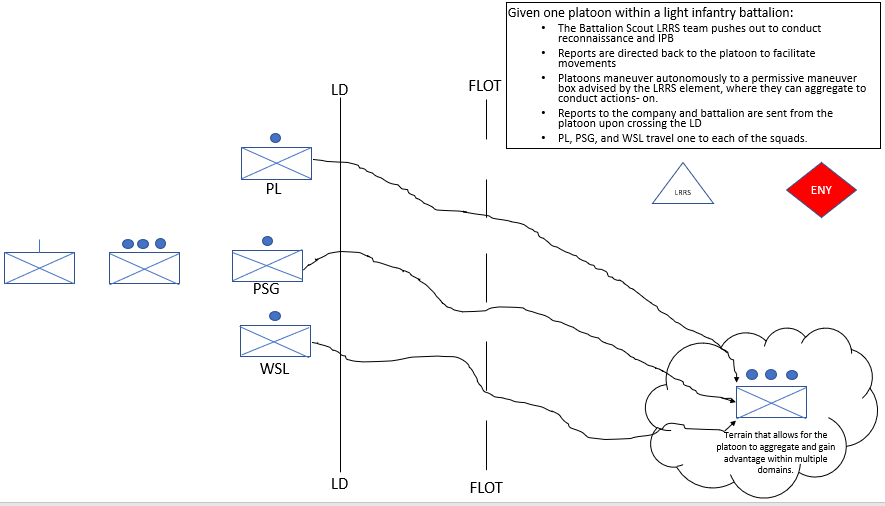 Given one platoon within a light infantry battalion:
• The Battalion Scout LRRS team pushes out to conduct
reconnaissance and IPB
• Reports are directed back to the platoon to facilitate
movements
• Platoons maneuver autonomously to a permissive maneuver
box advised by the LRRS element, where they can aggregate to
conduct actions- on.
• Reports to the company and battalion are sent from the
platoon upon crossing the LD
• PL, PSG, and WSL travel one to each of the squads.
LD
FLOT
PL
LRRS
ENY
PSG
WSL
Terrain that allows for the
platoon to aggregate and gain
advantage within multiple
domains.
LD
FLOT